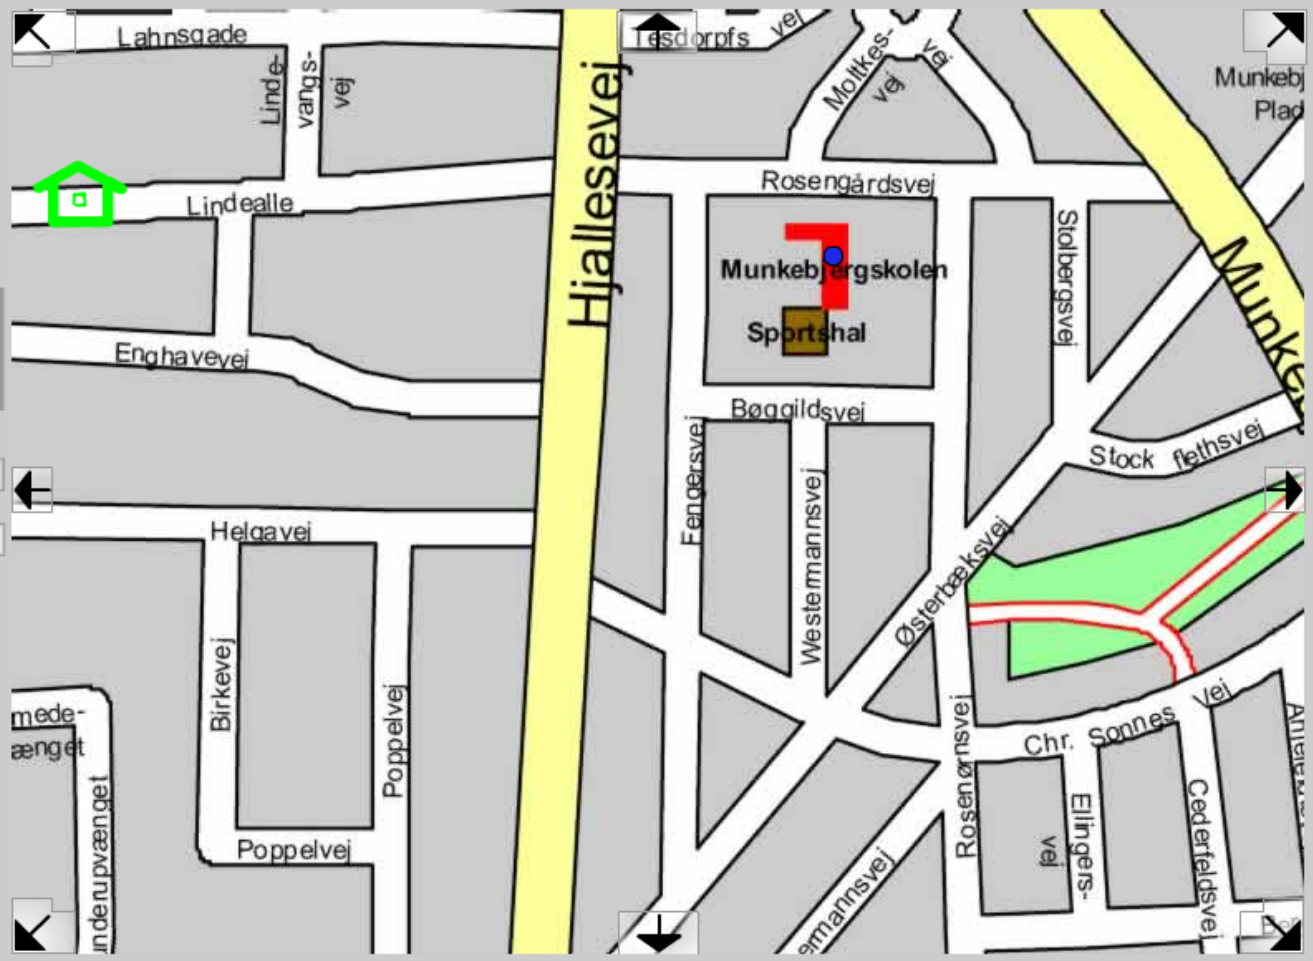 Lahnsgade
Tesdorpfs
vej
Moltkes-
vej
vej
Linde-
vangs-
vej
Munkebj
Plad
Hjallesevej
Rosengårdsvej
Lindealle
Stolbergsvej
Munkebjergskolen
Munke
Sportshal
Enghavevej
Bøggildsvej
Stock flethsvej
Fengersvej
Westermannsvej
Helgavej
Østerbæksvej
Birkevej
Poppelvej
mede-
ænget
Rosenørnsvej
Chr. Sonnes Vej
underupvænget
Poppelvej
ermannsvej
Ellingers-
vej
Cederfeldsvej